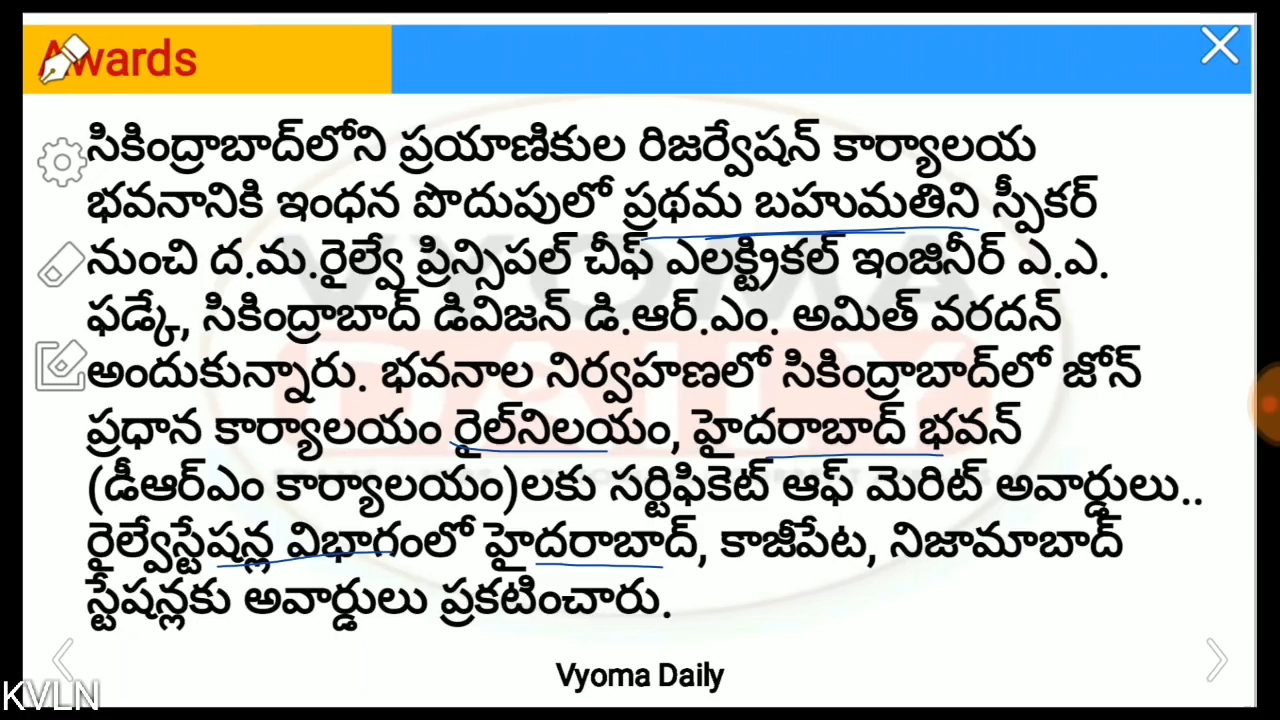 Awards
సికింద్రాబాద్‌లోని ప్రయాణికుల రిజర్వేషన్ కార్యాలయ
భవనానికి ఇంధన పొదుపులో ప్రథమ బహుమతిని స్పీకర్
నుంచి ద.మ.రైల్వే ప్రిన్సిపల్ చీఫ్ ఎలక్ట్రికల్ ఇంజినీర్ ఎ.ఎ.
ఫడ్కే, సికింద్రాబాద్ డివిజన్ డి.ఆర్.ఎం. అమిత్ వరదన్
అందుకున్నారు. భవనాల నిర్వహణలో సికింద్రాబాద్‌లో జోన్
ప్రధాన కార్యాలయం రైల్‌నిలయం, హైదరాబాద్ భవన్
(డీఆర్ఎం కార్యాలయం)లకు సర్టిఫికెట్ ఆఫ్ మెరిట్ అవార్డులు..
రైల్వేస్టేషన్ల విభాగంలో హైదరాబాద్, కాజీపేట, నిజామాబాద్
స్టేషన్లకు అవార్డులు ప్రకటించారు.
Vyoma Daily
KVLN
VYOMA
DAILY